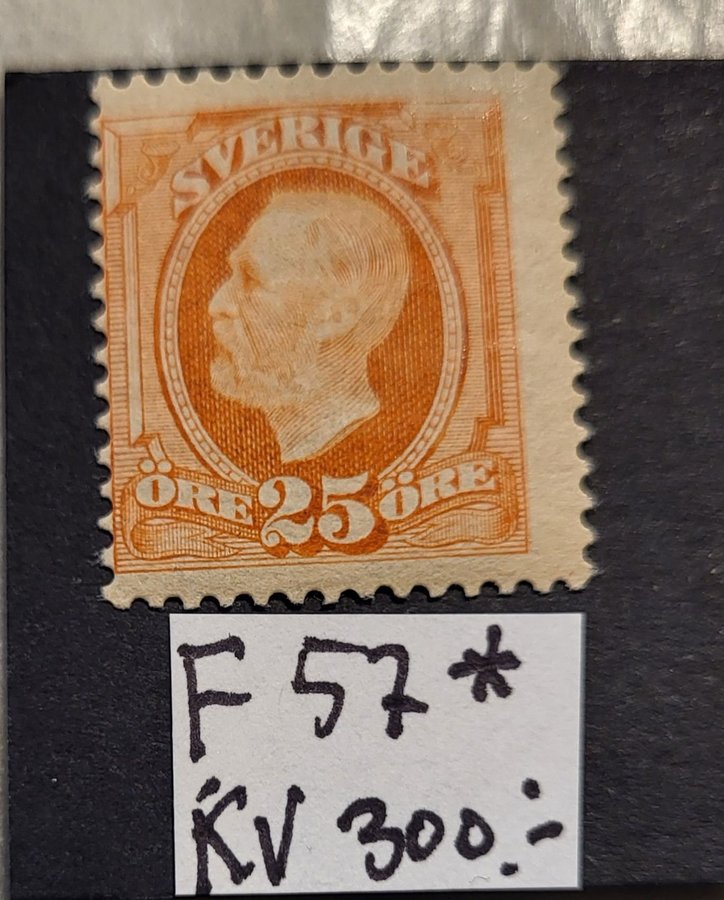 SVERIGE
ÖRE 25 ÖRE
F 57 *
KV 300:-